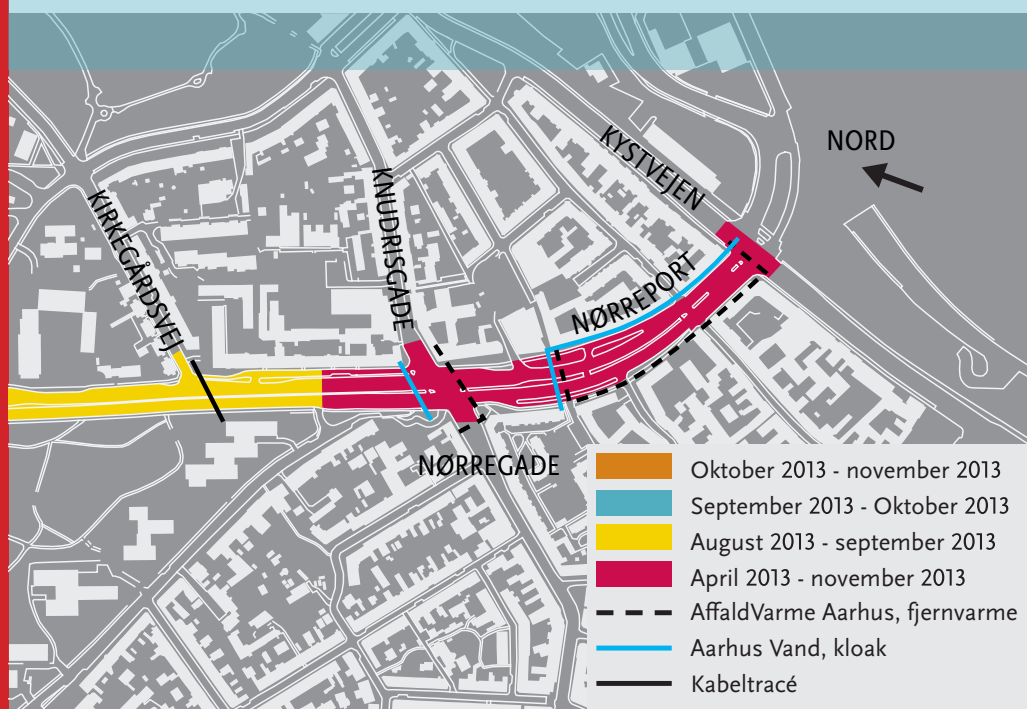 KYSTVEJEN
NORD
KNUDRISGADE
KIRKEGÅRDSVEJ
NØRREPORT
NØRREGADE
Oktober 2013 - november 2013
September 2013 - Oktober 2013
August 2013 - september 2013
April 2013 - november 2013
AffaldVarme Aarhus, fjernvarme
Aarhus Vand, kloak
Kabeltracé